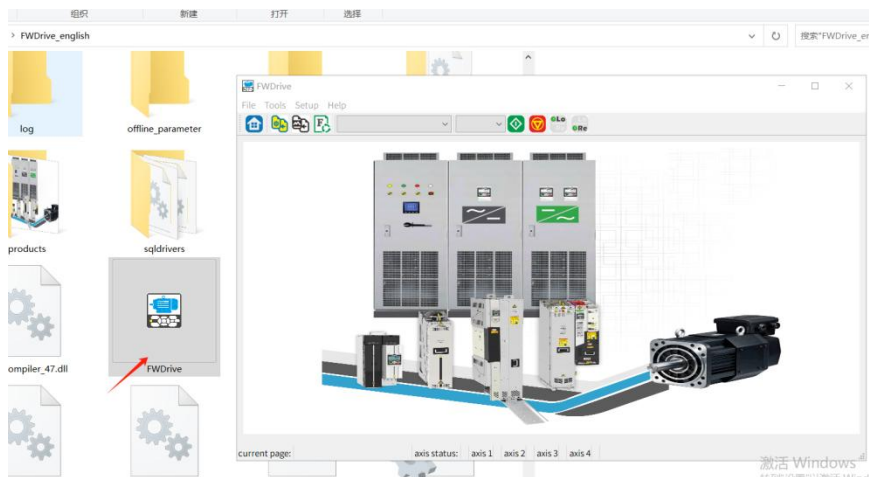 组织 新建 打开 选择
> FWDrive_english
搜索"FWDrive_en
FWDrive
File Tools Setup Help
Lo
Re
log
offline_parameter
products
sqldrivers
ompiler_47.dll
FWDrive
current page: axis status: axis 1 axis 2 axis 3 axis 4
激活 Windows